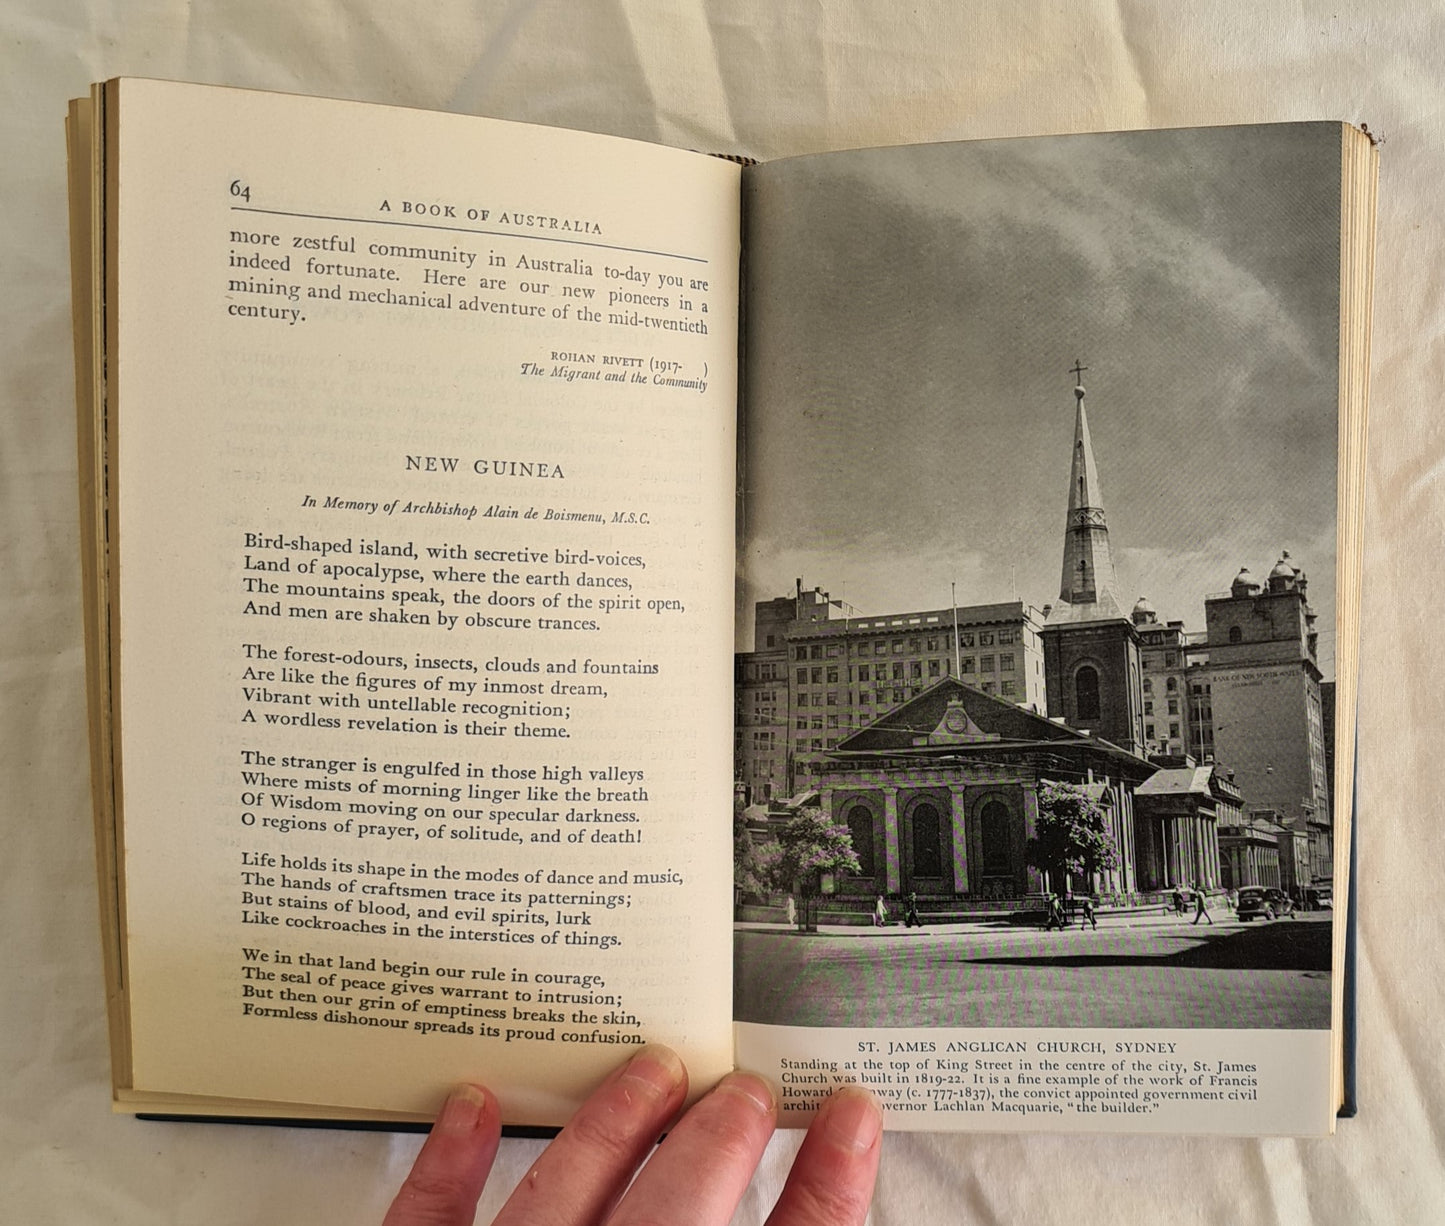 64
A BOOK OF AUSTRALIA
more zestful community in Australia to-day you are
indeed fortunate. Here are our new pioneers in a
mining and mechanical adventure of the mid-twentieth
century.
ROHAN RIVETT (1917- )
The Migrant and the Community
NEW GUINEA
In Memory of Archbishop Alain de Boismenu, M.S.C.
Bird-shaped island, with secretive bird-voices,
Land of apocalypse, where the earth dances,
The mountains speak, the doors of the spirit open,
And men are shaken by obscure trances.
The forest-odours, insects, clouds and fountains
Are like the figures of my inmost dream,
Vibrant with untellable recognition;
A wordless revelation is their theme.
The stranger is engulfed in those high valleys
Where mists of morning linger like the breath
Of Wisdom moving on our specular darkness.
O regions of prayer, of solitude, and of death!
Life holds its shape in the modes of dance and music,
The hands of craftsmen trace its patternings;
But stains of blood, and evil spirits, lurk
Like cockroaches in the interstices of things.
We in that land begin our rule in courage,
The seal of peace gives warrant to intrusion;
But then our grin of emptiness breaks the skin,
Formless dishonour spreads its proud confusion.
BANK OF NEW SOUTH WALES
ST. JAMES ANGLICAN CHURCH, SYDNEY
Standing at the top of King Street in the centre of the city, St. James
Church was built in 1819-22. It is a fine example of the work of Francis
Howard (c. 1777-1837), the convict appointed government civil
Lachlan Macquarie, "the builder."